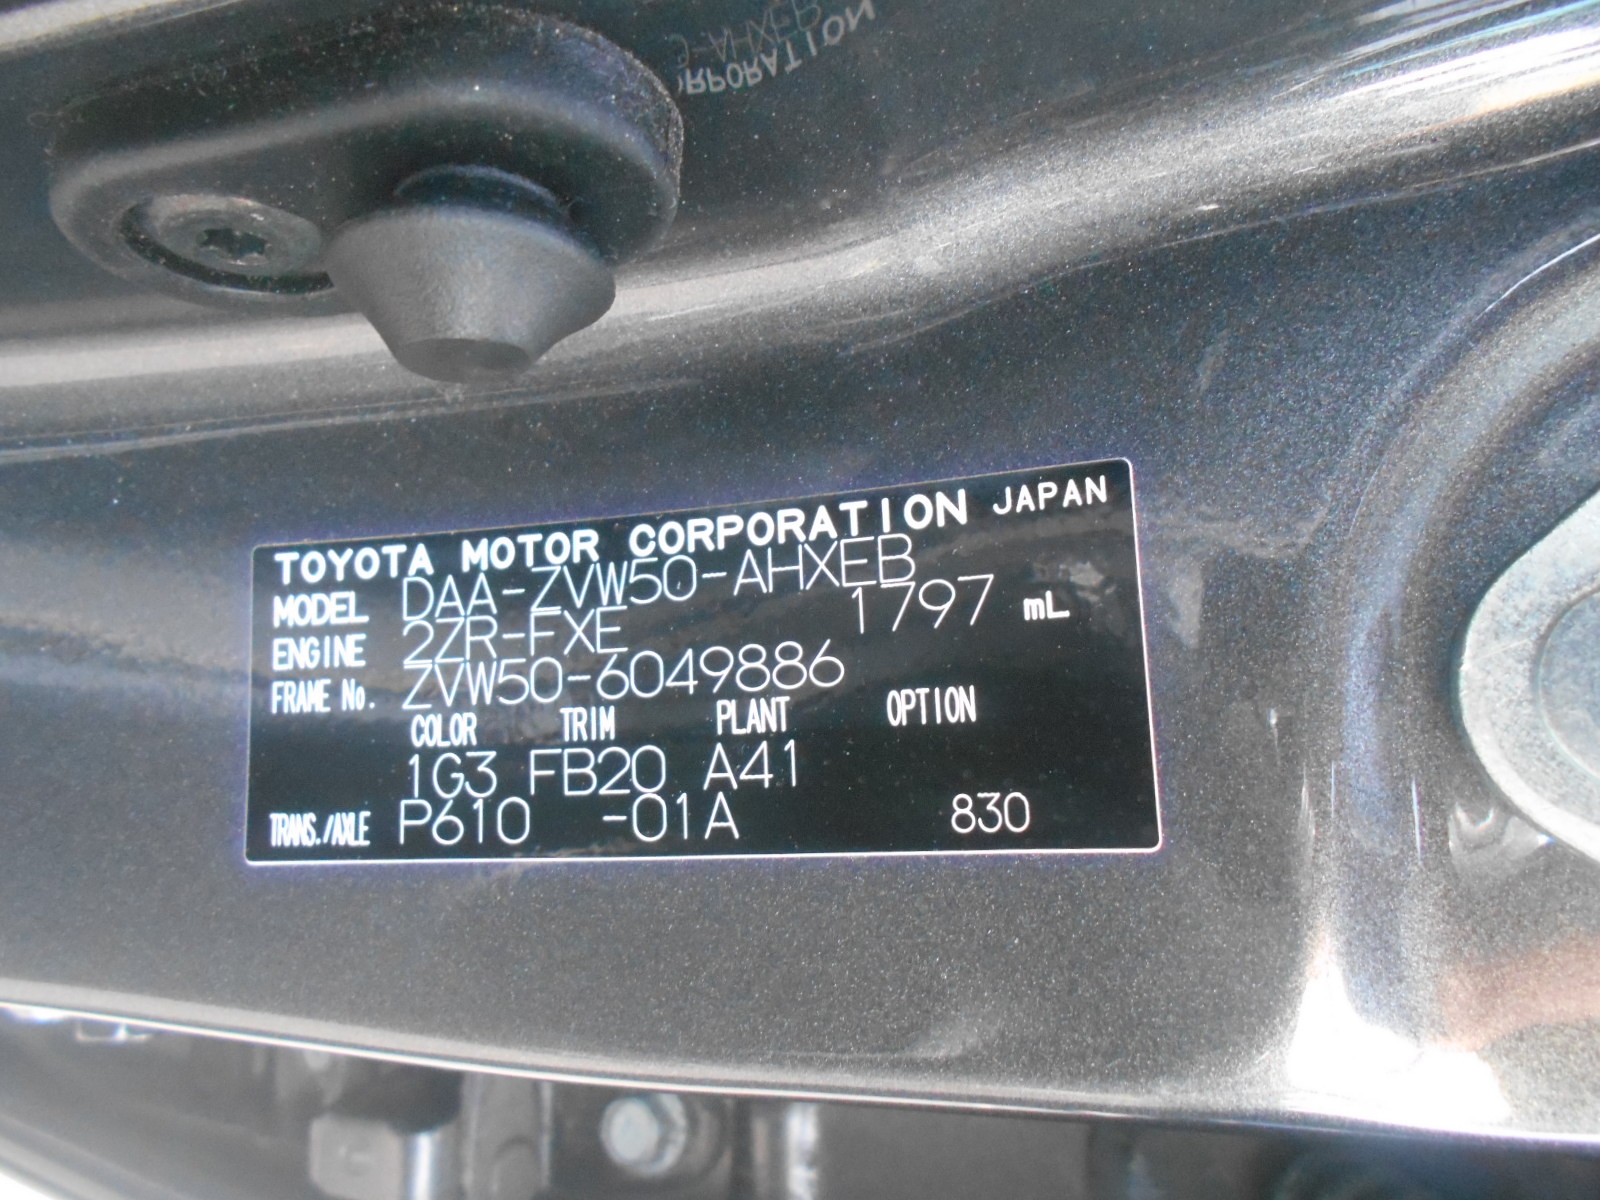 TOYOTA MOTOR CORPORATION JAPAN
MODEL DAA-ZVW50-AHXEB
ENGINE 2ZR-FXE 1797 mL
FRAME No. ZVW50-6049886
COLOR TRIM PLANT OPTION
1G3 FB20 A41
TRANS./AXLE P610 -01A 830